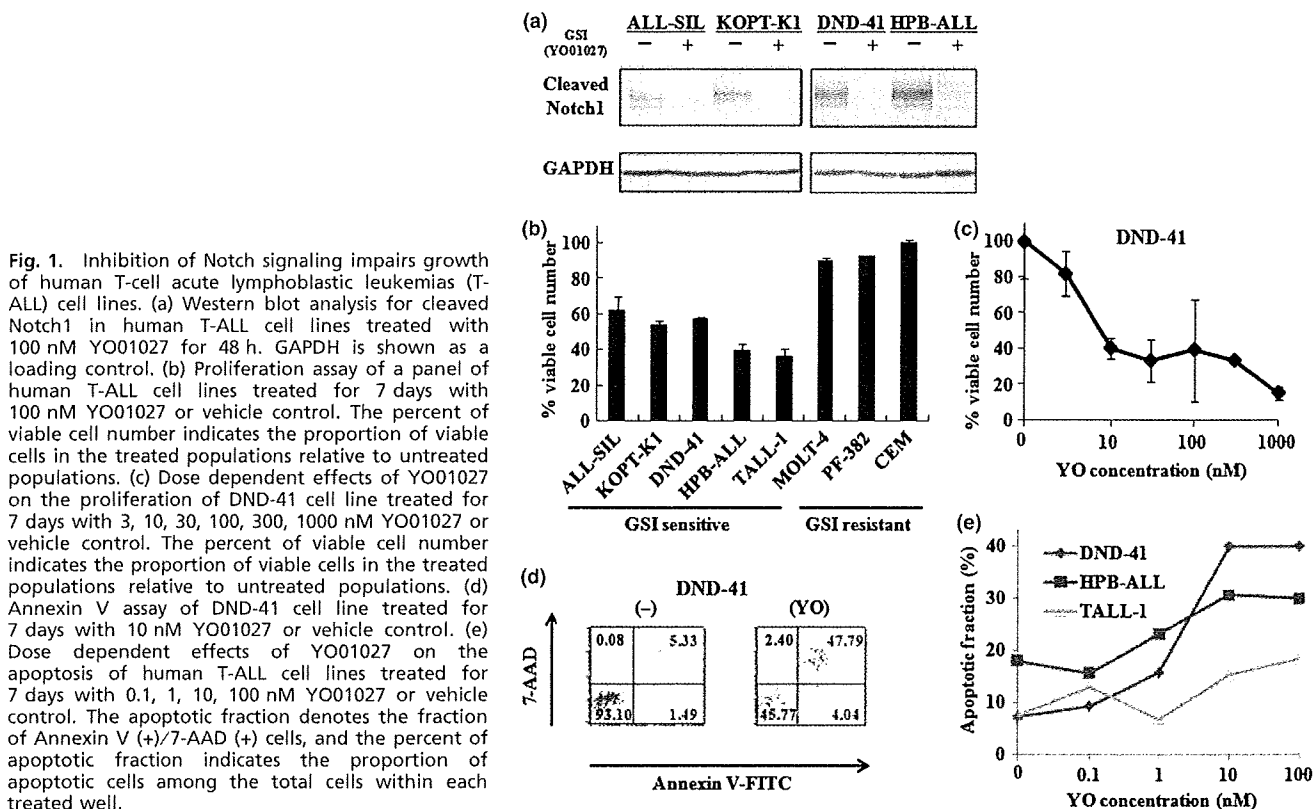 Fig. 1. Inhibition of Notch signaling impairs growth
of human T-cell acute lymphoblastic leukemias (T-
ALL) cell lines. (a) Western blot analysis for cleaved
Notch1 in human T-ALL cell lines treated with
100 nM YO01027 for 48 h. GAPDH is shown as a
loading control. (b) Proliferation assay of a panel of
human T-ALL cell lines treated for 7 days with
100 nM YO01027 or vehicle control. The percent of
viable cell number indicates the proportion of viable
cells in the treated populations relative to untreated
populations. (c) Dose dependent effects of YO01027
on the proliferation of DND-41 cell line treated for
7 days with 3, 10, 30, 100, 300, 1000 nM YO01027 or
vehicle control. The percent of viable cell number
indicates the proportion of viable cells in the treated
populations relative to untreated populations. (d)
Annexin V assay of DND-41 cell line treated for
7 days with 10 nM YO01027 or vehicle control. (e)
Dose dependent effects of YO01027 on the
apoptosis of human T-ALL cell lines treated for
7 days with 0.1, 1, 10, 100 nM YO01027 or vehicle
control. The apoptotic fraction denotes the fraction
of Annexin V (+)/7-AAD (+) cells, and the percent of
apoptotic fraction indicates the proportion of
apoptotic cells among the total cells within each
treated well.
(a)
ALL-SIL KOPT-K1 DND-41 HPB-ALL
GSI
(YO01027)
− + − + − + − +
Cleaved
Notch1
GAPDH
(b)
% viable cell number
100
80
60
40
20
0
ALL-SIL
KOPT-K1
DND-41
HPB-ALL
TALL-1
MOLT-4
PF-382
CEM
GSI sensitive
GSI resistant
(c)
DND-41
% viable cell number
100
80
60
40
20
0
0 10 100 1000
YO concentration (nM)
(d)
DND-41
(-) (YO)
7-AAD
0.08 5.33
93.10 1.49
2.40 47.79
45.77 4.04
Annexin V-FITC
(e)
Apoptotic fraction (%)
40
30
20
10
0
DND-41
HPB-ALL
TALL-1
0 0.1 1 10 100
YO concentration (nM)